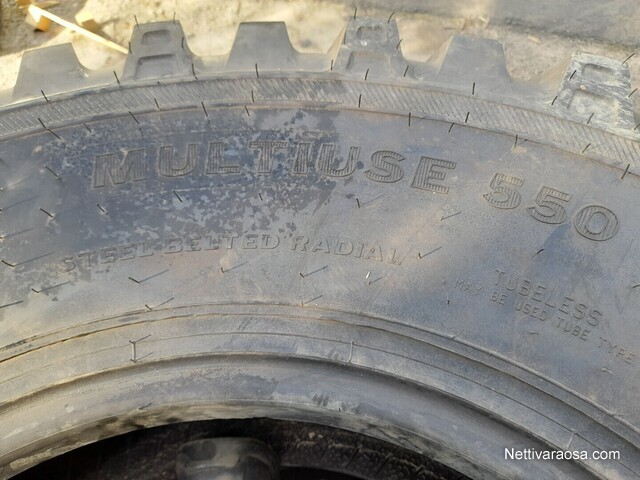 MULTIUSE 550
STEEL BELTED RADIAL
TUBELESS
MAY BE USED TUBE TYPE
Nettivaraosa.com